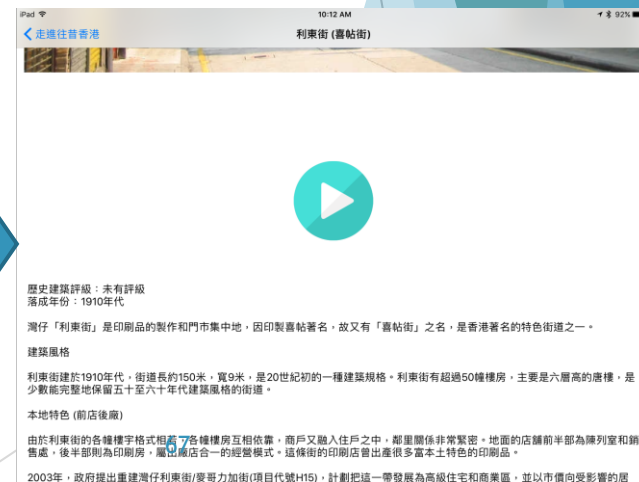 iPad 10:12 AM 92%
走進往昔香港 利東街 (喜帖街)
歷史建築評級：未有評級
落成年份：1910年代
灣仔「利東街」是印刷品的製作和門市集中地，因印製喜帖著名，故又有「喜帖街」之名，是香港著名的特色街道之一。
建築風格
利東街建於1910年代，街道長約150米，寬9米，是20世紀初的一種建築規格。利東街有超過50幢樓房，主要是六層高的唐樓，是
少數能完整地保留五十至六十年代建築風格的街道。
本地特色 (前店後廠)
由於利東街的各幢樓宇格式相若，各幢樓房互相依靠，商戶又融入住戶之中，鄰里關係非常緊密。地面的店舖前半部為陳列室和銷
售處，後半部則為印刷房，屬出廠店合一的經營模式。這條街的印刷店曾出產很多富本土特色的印刷品。
67
2003年，政府提出重建灣仔利東街/麥哥力加街(項目代號H15)，計劃把這一帶發展為高級住宅和商業區，並以市價向受影響的居